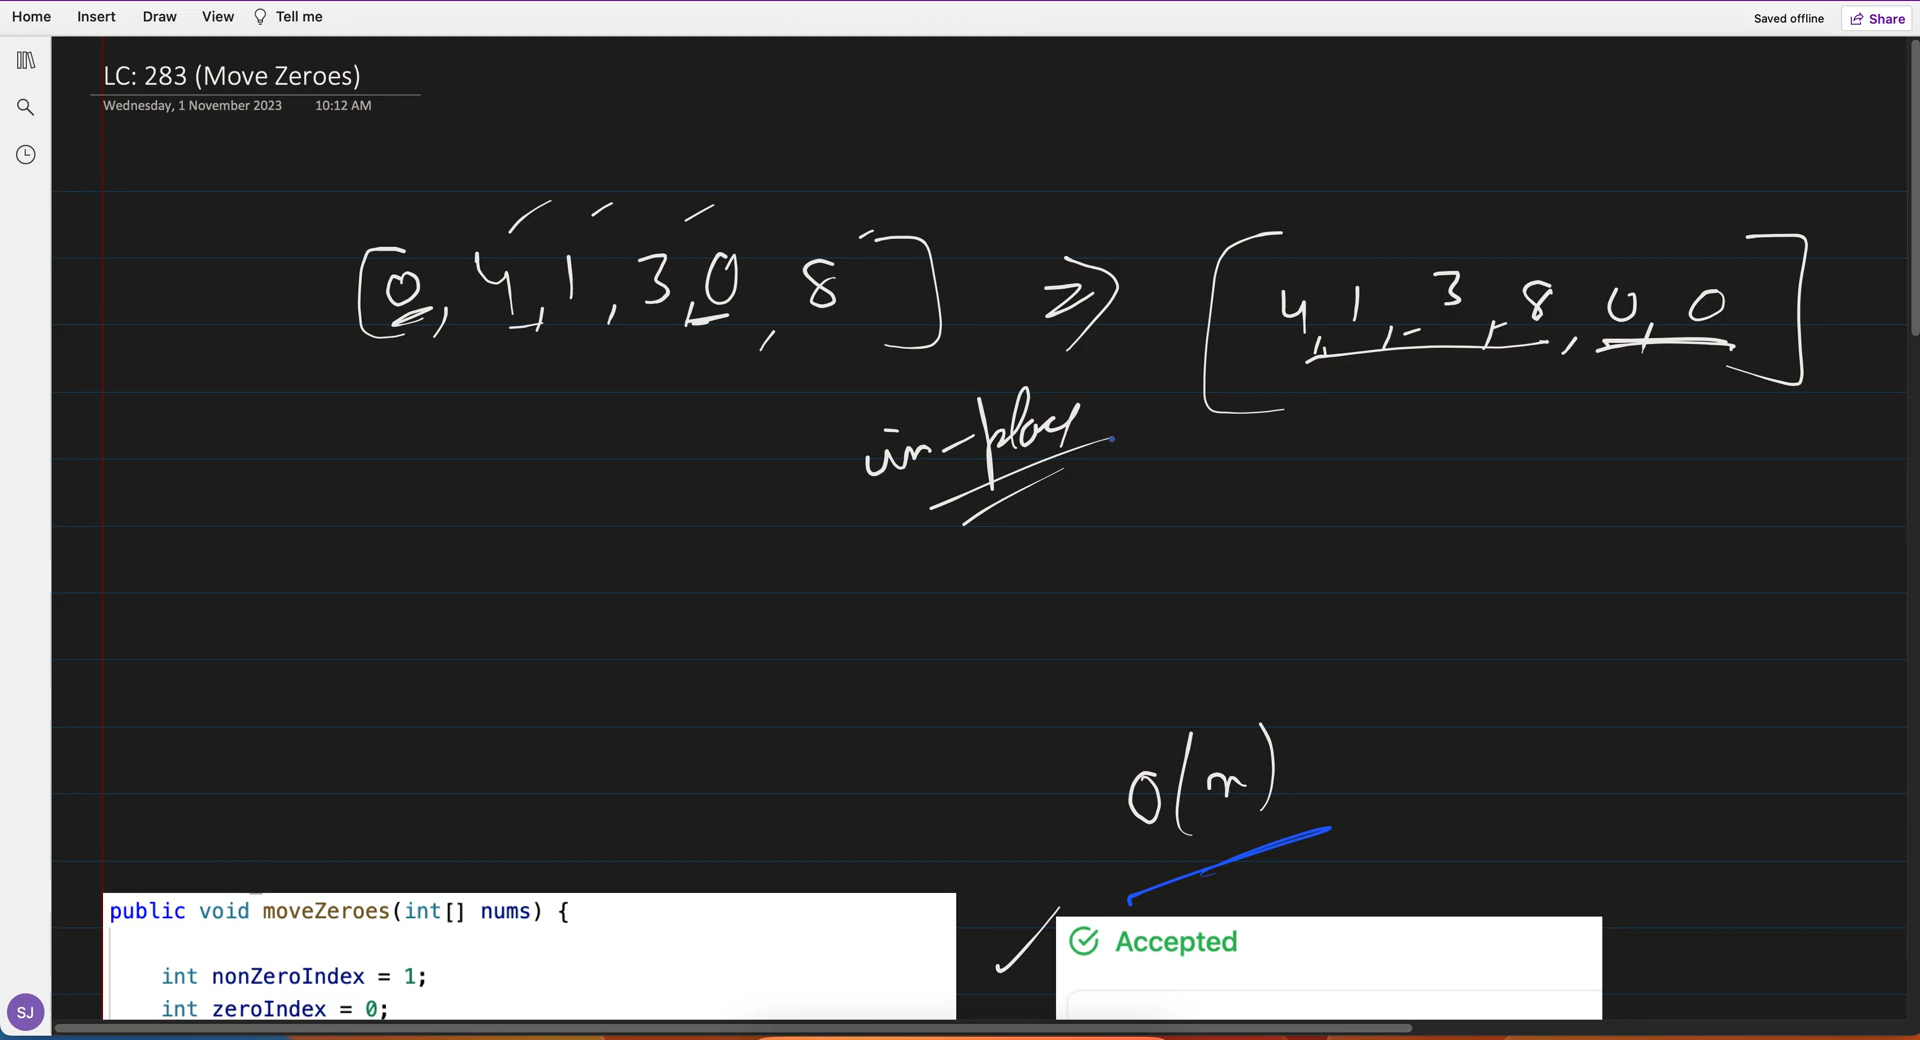 Home Insert Draw View Tell me Saved offline Share
LC: 283 (Move Zeroes)
Wednesday, 1 November 2023 10:12 AM
[0, 4, 1, 3, 0, 8] => [4, 1, 3, 8, 0, 0]
in-place
O(n)
public void moveZeroes(int[] nums) {
int nonZeroIndex = 1;
int zeroIndex = 0;
Accepted
SJ